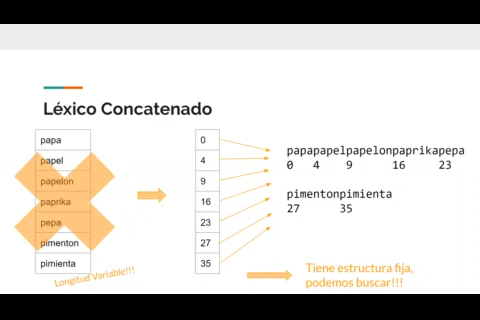 Léxico Concatenado
papa
papel
papelon
paprika
pepa
pimenton
pimienta
Longitud Variable!!!
0
4
9
16
23
27
35
papapapelpapelonpaprikapepa
0 4 9 16 23
pimentonpimienta
27 35
Tiene estructura fija,
podemos buscar!!!